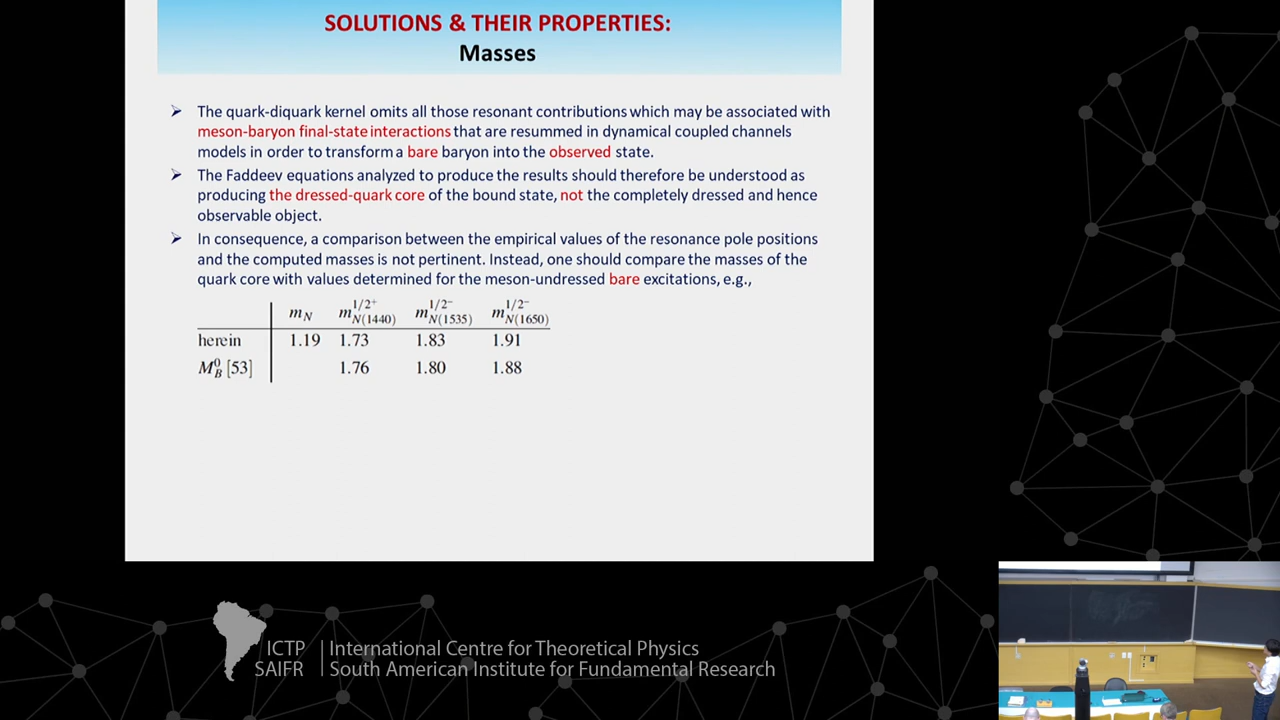 SOLUTIONS & THEIR PROPERTIES:
Masses
➢ The quark-diquark kernel omits all those resonant contributions which may be associated with
meson-baryon final-state interactions that are resummed in dynamical coupled channels
models in order to transform a bare baryon into the observed state.
➢ The Faddeev equations analyzed to produce the results should therefore be understood as
producing the dressed-quark core of the bound state, not the completely dressed and hence
observable object.
➢ In consequence, a comparison between the empirical values of the resonance pole positions
and the computed masses is not pertinent. Instead, one should compare the masses of the
quark core with values determined for the meson-undressed bare excitations, e.g.,
m_N m_{N(1440)}^{1/2+} m_{N(1535)}^{1/2−} m_{N(1650)}^{1/2−}
herein 1.19 1.73 1.83 1.91
M_B^0 [53] 1.76 1.80 1.88
ICTP International Centre for Theoretical Physics
SAIFR South American Institute for Fundamental Research